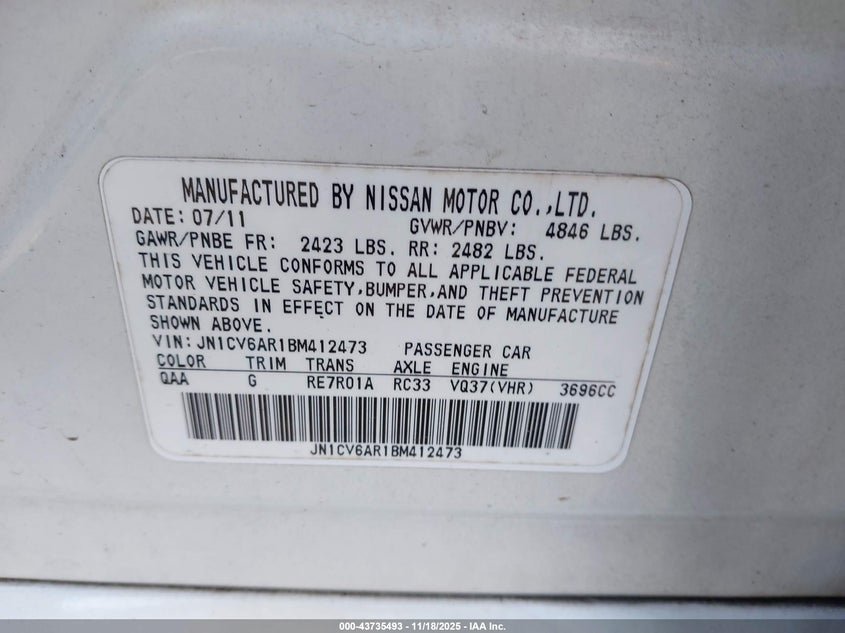 MANUFACTURED BY NISSAN MOTOR CO.,LTD.
DATE: 07/11 GVWR/PNBV: 4846 LBS.
GAWR/PNBE FR: 2423 LBS. RR: 2482 LBS.
THIS VEHICLE CONFORMS TO ALL APPLICABLE FEDERAL
MOTOR VEHICLE SAFETY,BUMPER,AND THEFT PREVENTION
STANDARDS IN EFFECT ON THE DATE OF MANUFACTURE
SHOWN ABOVE.
VIN:JN1CV6AR1BM412473 PASSENGER CAR
COLOR TRIM TRANS AXLE ENGINE
QAA G RE7R01A RC33 VQ37(VHR) 3696CC
JN1CV6AR1BM412473
000-43735493 - 11/18/2025 - IAA Inc.